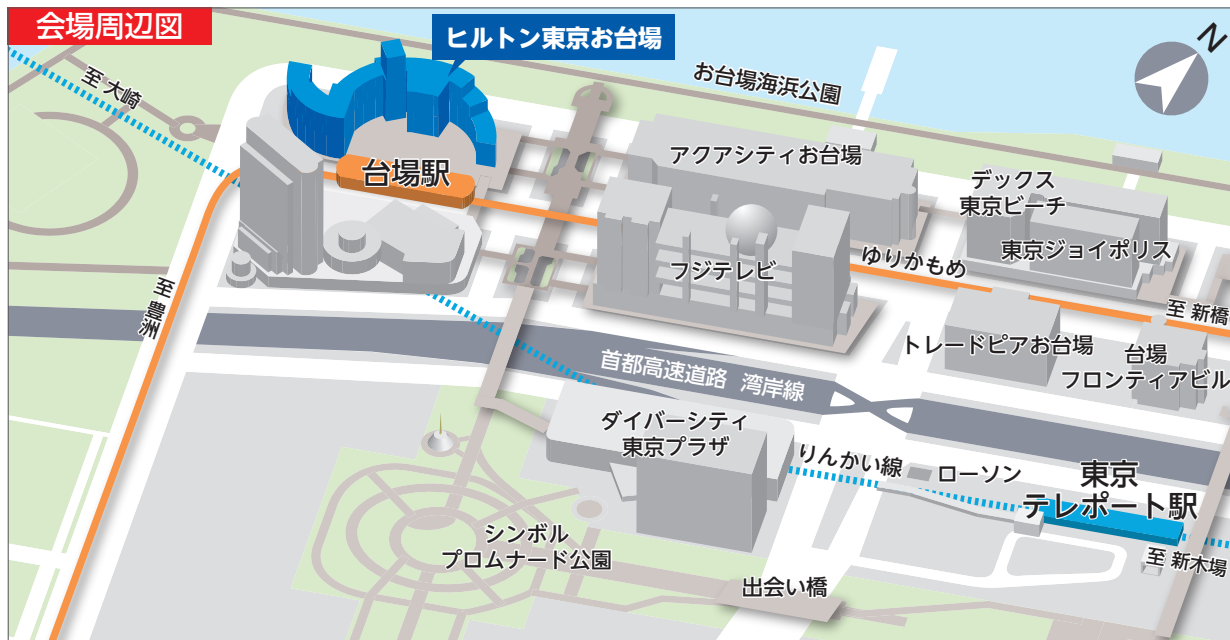 会場周辺図
ヒルトン東京お台場
N
至 大崎
お台場海浜公園
台場駅
アクアシティお台場
デックス
東京ビーチ
東京ジョイポリス
フジテレビ
ゆりかもめ
至 豊洲
至 新橋
トレードピアお台場
台場
フロンティアビル
首都高速道路 湾岸線
ダイバーシティ
東京プラザ
りんかい線
ローソン
東京
テレポート駅
シンボル
プロムナード公園
出会い橋
至 新木場